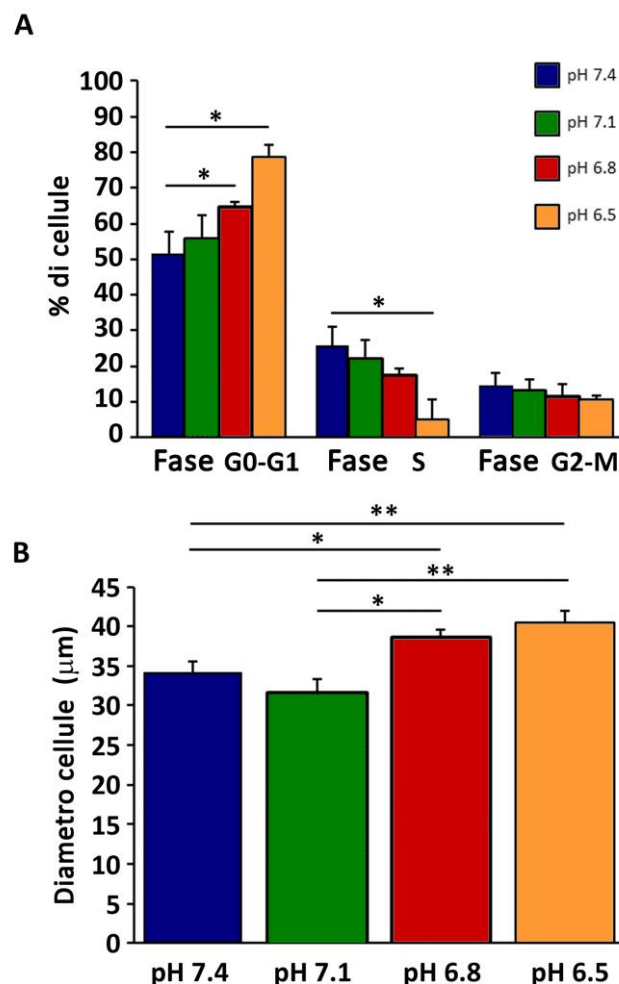 A
100
90
80
70
60
50
40
30
20
10
0
% di cellule
*
*
*
pH 7.4
pH 7.1
pH 6.8
pH 6.5
Fase G0-G1
Fase S
Fase G2-M
B
**
*
**
*
45
40
35
30
25
20
15
10
5
0
Diametro cellule (μm)
pH 7.4
pH 7.1
pH 6.8
pH 6.5